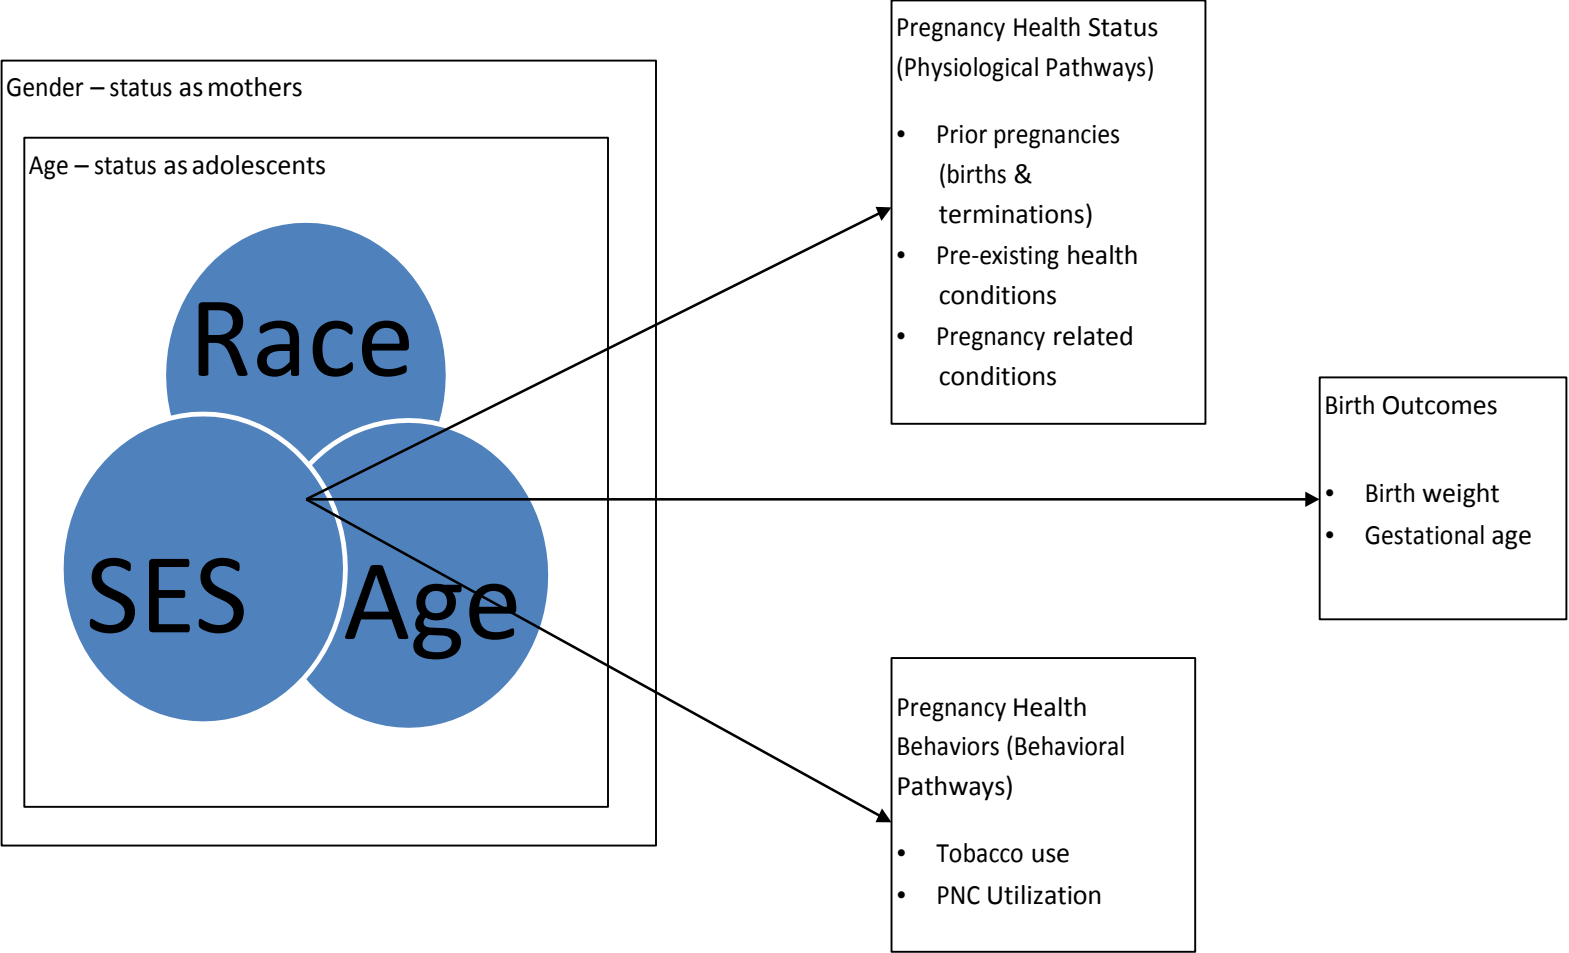 Gender – status as mothers
Age – status as adolescents
Race
SES
Age
Pregnancy Health Status
(Physiological Pathways)
• Prior pregnancies
(births &
terminations)
• Pre-existing health
conditions
• Pregnancy related
conditions
Birth Outcomes
• Birth weight
• Gestational age
Pregnancy Health
Behaviors (Behavioral
Pathways)
• Tobacco use
• PNC Utilization